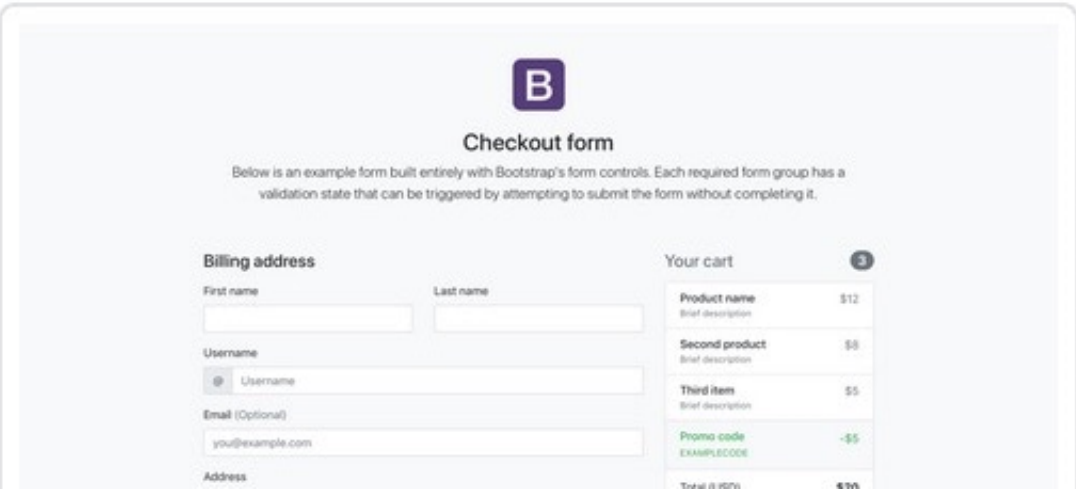 B
Checkout form
Below is an example form built entirely with Bootstrap's form controls. Each required form group has a
validation state that can be triggered by attempting to submit the form without completing it.
Billing address
First name
Last name
Username
@ Username
Email (Optional)
you@example.com
Address
Your cart 3
Product name $12
Brief description
Second product $8
Brief description
Third item $5
Brief description
Promo code -$5
EXAMPLECODE
Total (USD) $20